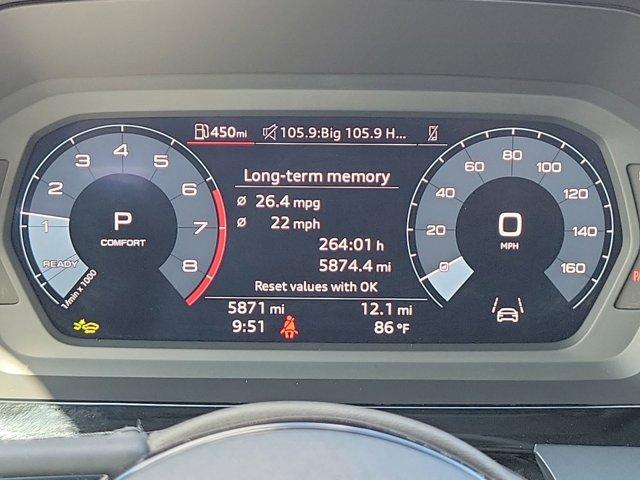 450mi 105.9:Big 105.9 H...
Long-term memory
Ø 26.4 mpg
Ø 22 mph
264:01 h
5874.4 mi
Reset values with OK
5871 mi 12.1 mi
9:51 86 °F
READY 1 2 3 4 5 6 7 8
1/min x 1000
P
COMFORT
0 20 40 60 80 100 120 140 160
0
MPH